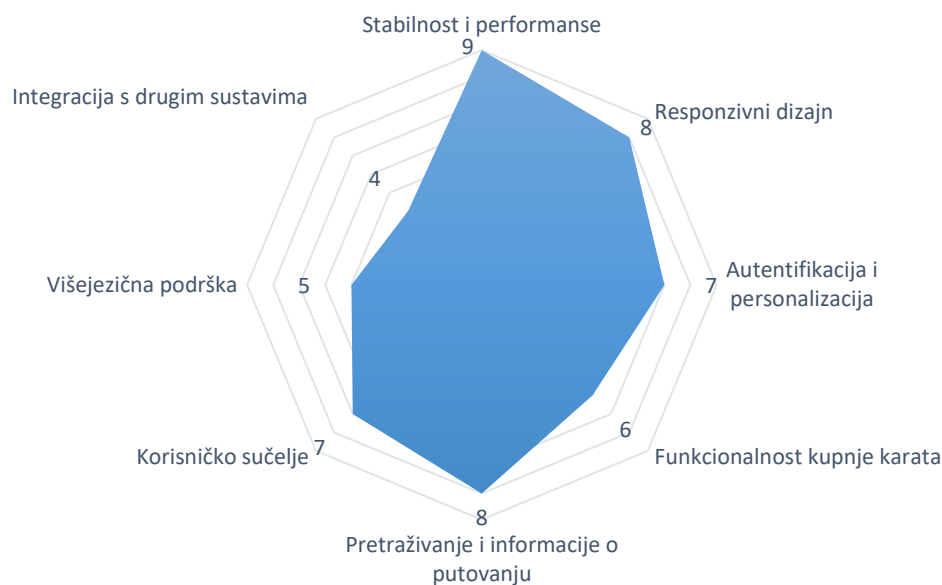 Stabilnost i performanse
9
Integracija s drugim sustavima
Responzivni dizajn
8
4
Višejezična podrška
5
7
Autentifikacija i
personalizacija
Korisničko sučelje
7
6
Funkcionalnost kupnje karata
8
Pretraživanje i informacije o
putovanju